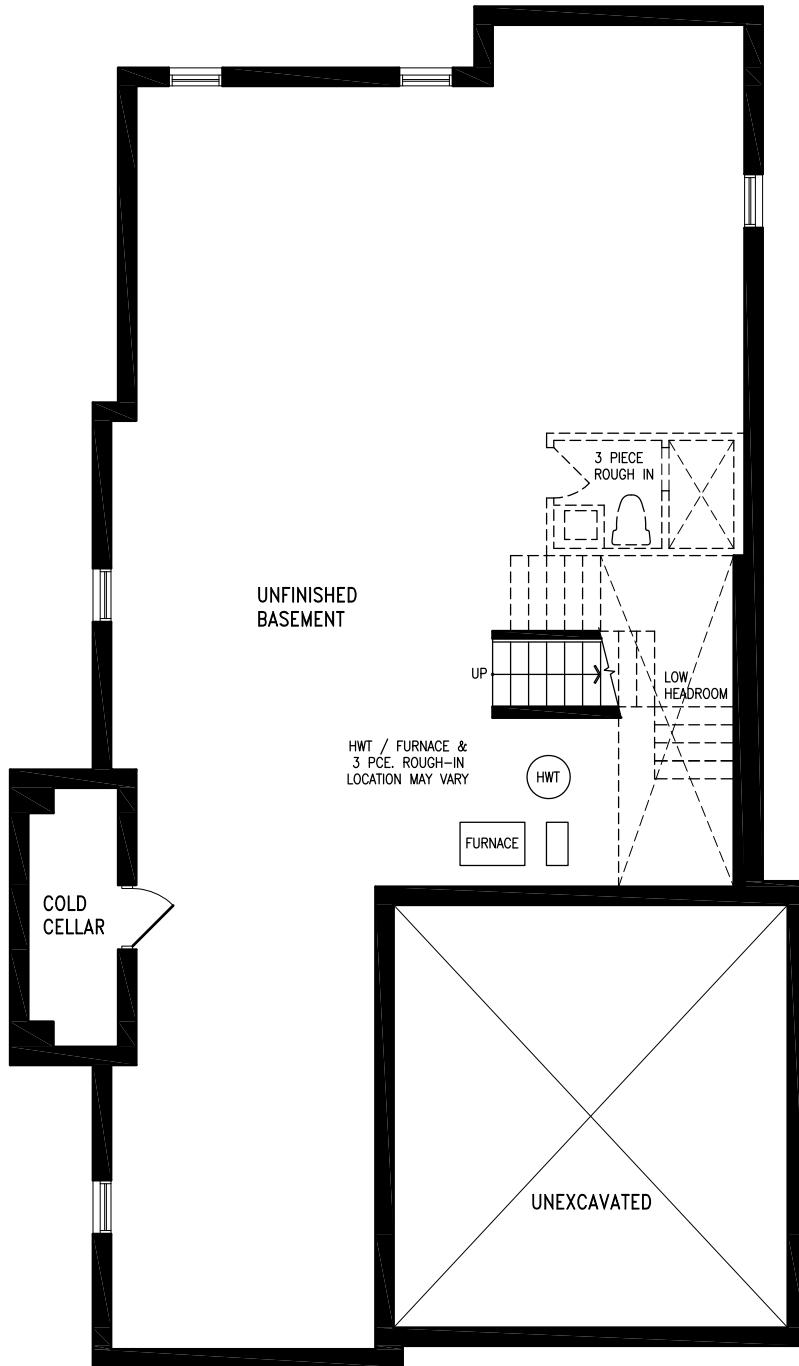 3 PIECE
ROUGH IN
UNFINISHED
BASEMENT
UP
LOW
HEADROOM
HWT / FURNACE &
3 PCE. ROUGH-IN
LOCATION MAY VARY
HWT
FURNACE
COLD
CELLAR
UNEXCAVATED